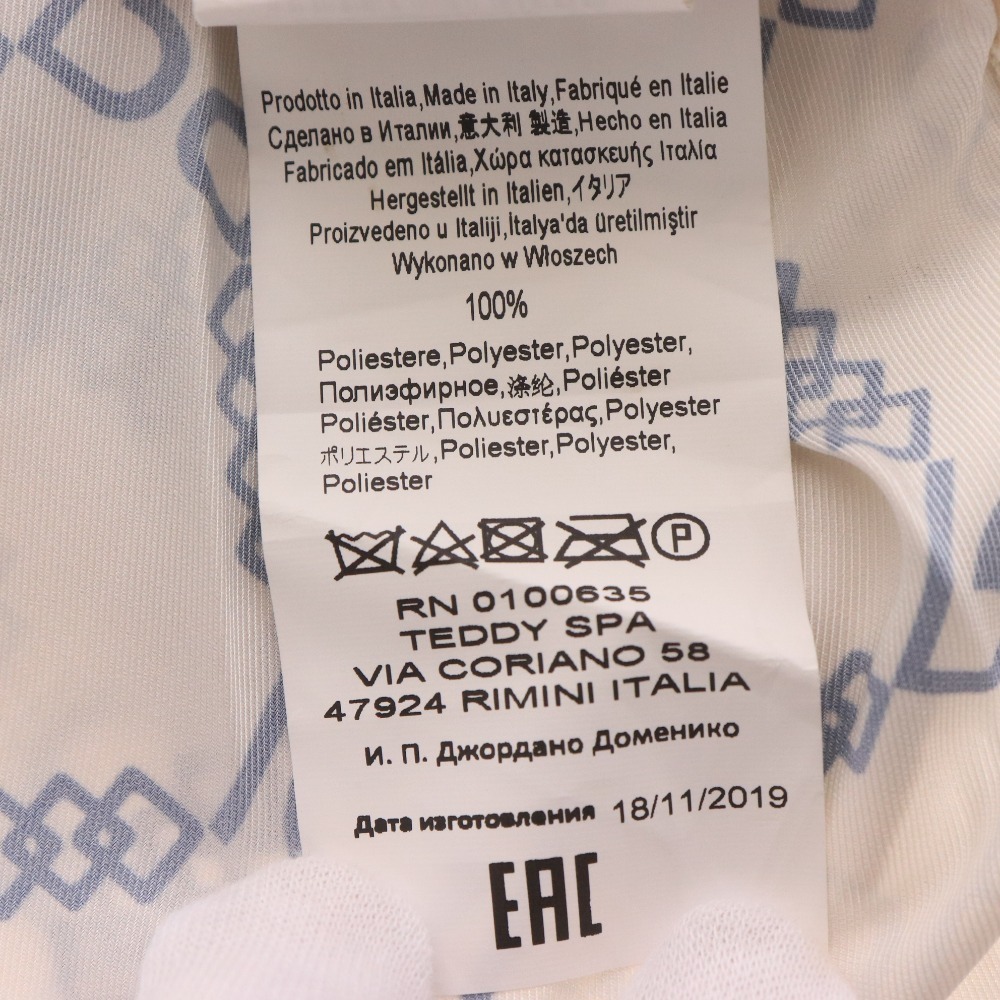 Prodotto in Italia,Made in Italy,Fabriqué en Italie
Сделано в Италии,意大利 製造,Hecho en Italia
Fabricado em Itália,Χώρα κατασκευής Ιταλία
Hergestellt in Italien,イタリア
Proizvedeno u Italiji,İtalya'da üretilmiştir
Wykonano w Włoszech
100%
Poliestere,Polyester,Polyester,
Полиэфирное,涤纶,Poliéster
Poliéster,Πολυεστέρας,Polyester
ポリエステル,Poliester,Polyester,
Poliester
P
RN 0100635
TEDDY SPA
VIA CORIANO 58
47924 RIMINI ITALIA
И. П. Джордано Доменико
Дата изготовления 18/11/2019
EAC